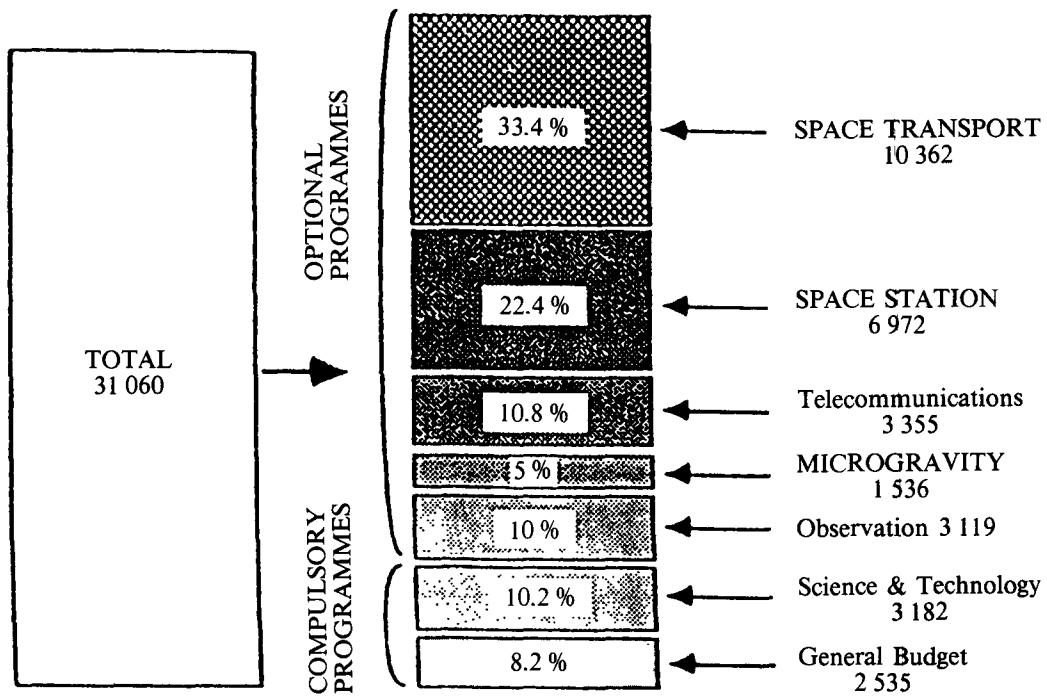 TOTAL
31 060
OPTIONAL
PROGRAMMES
COMPULSORY
PROGRAMMES
33.4 %
SPACE TRANSPORT
10 362
22.4 %
SPACE STATION
6 972
10.8 %
Telecommunications
3 355
5 %
MICROGRAVITY
1 536
10 %
Observation 3 119
10.2 %
Science & Technology
3 182
8.2 %
General Budget
2 535